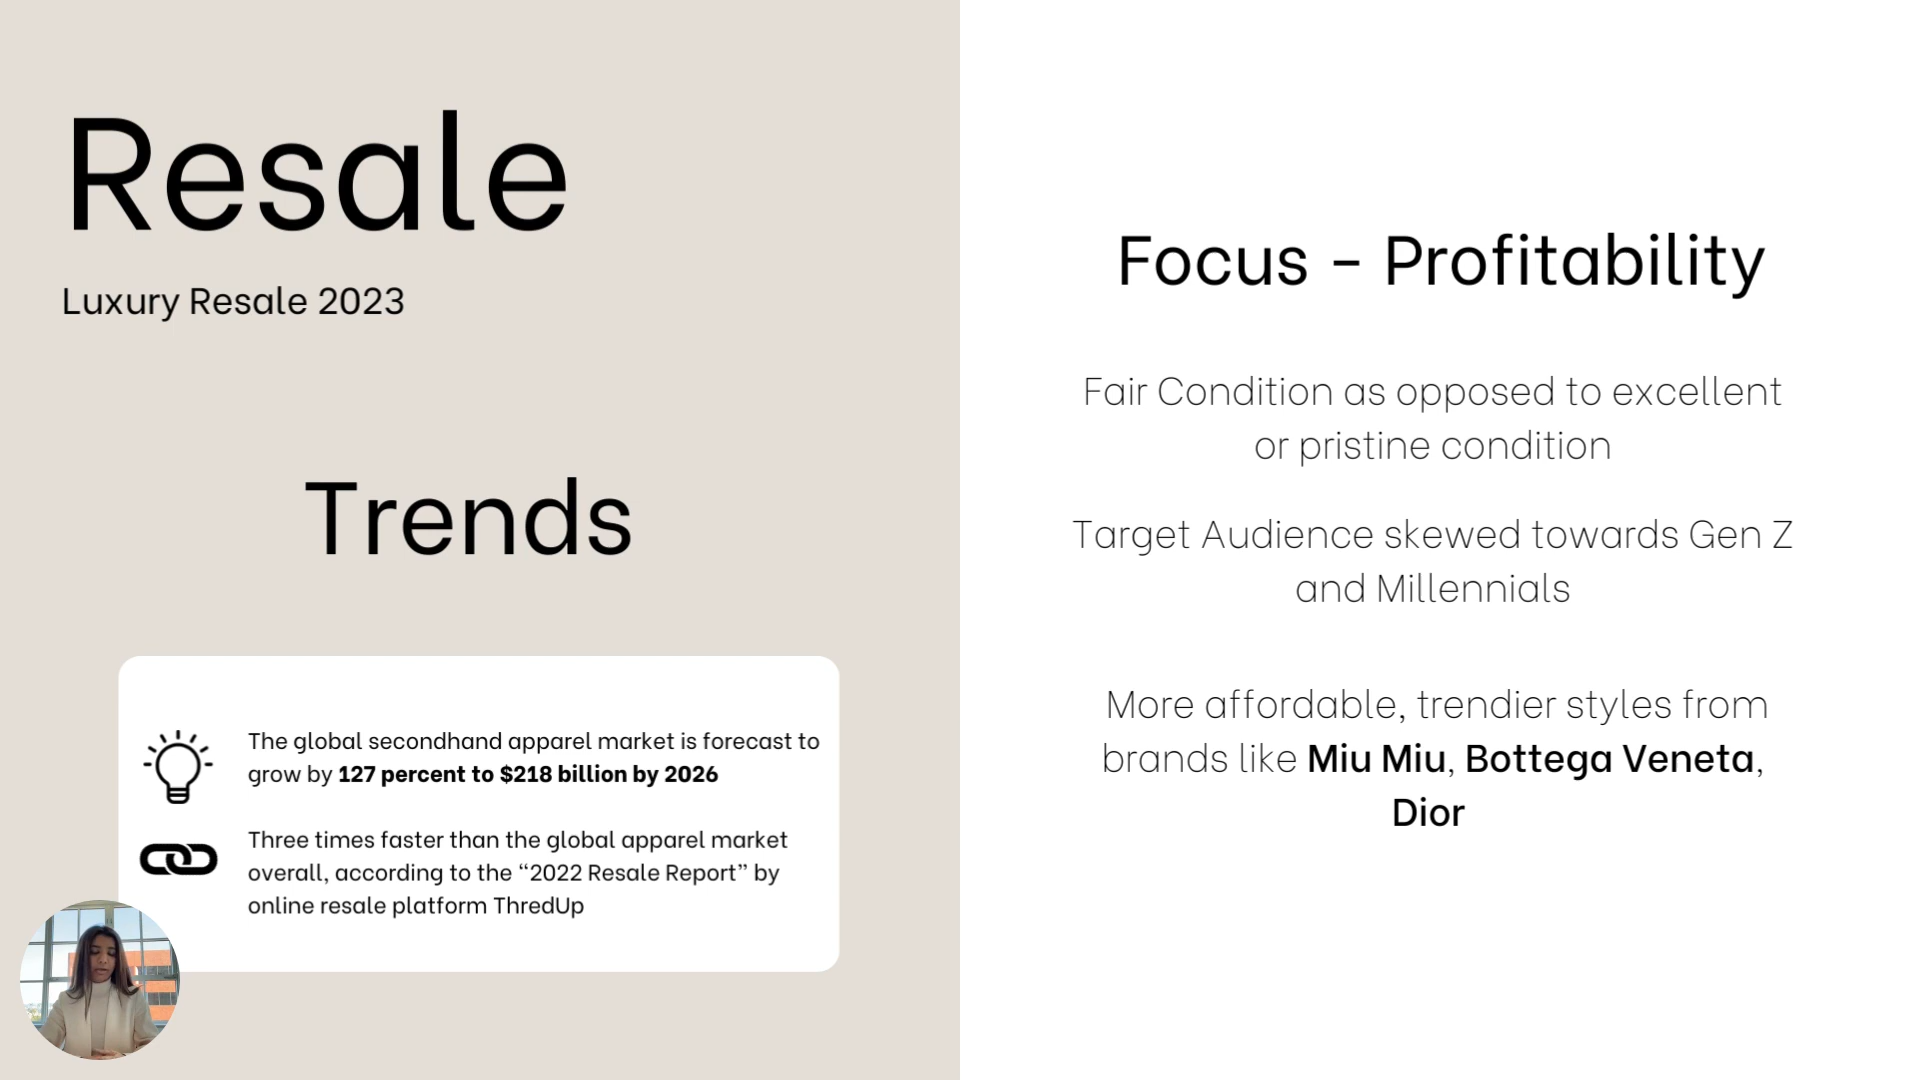 Resale
Luxury Resale 2023
Trends
The global secondhand apparel market is forecast to
grow by 127 percent to $218 billion by 2026
Three times faster than the global apparel market
overall, according to the “2022 Resale Report” by
online resale platform ThredUp
Focus - Profitability
Fair Condition as opposed to excellent
or pristine condition
Target Audience skewed towards Gen Z
and Millennials
More affordable, trendier styles from
brands like Miu Miu, Bottega Veneta,
Dior